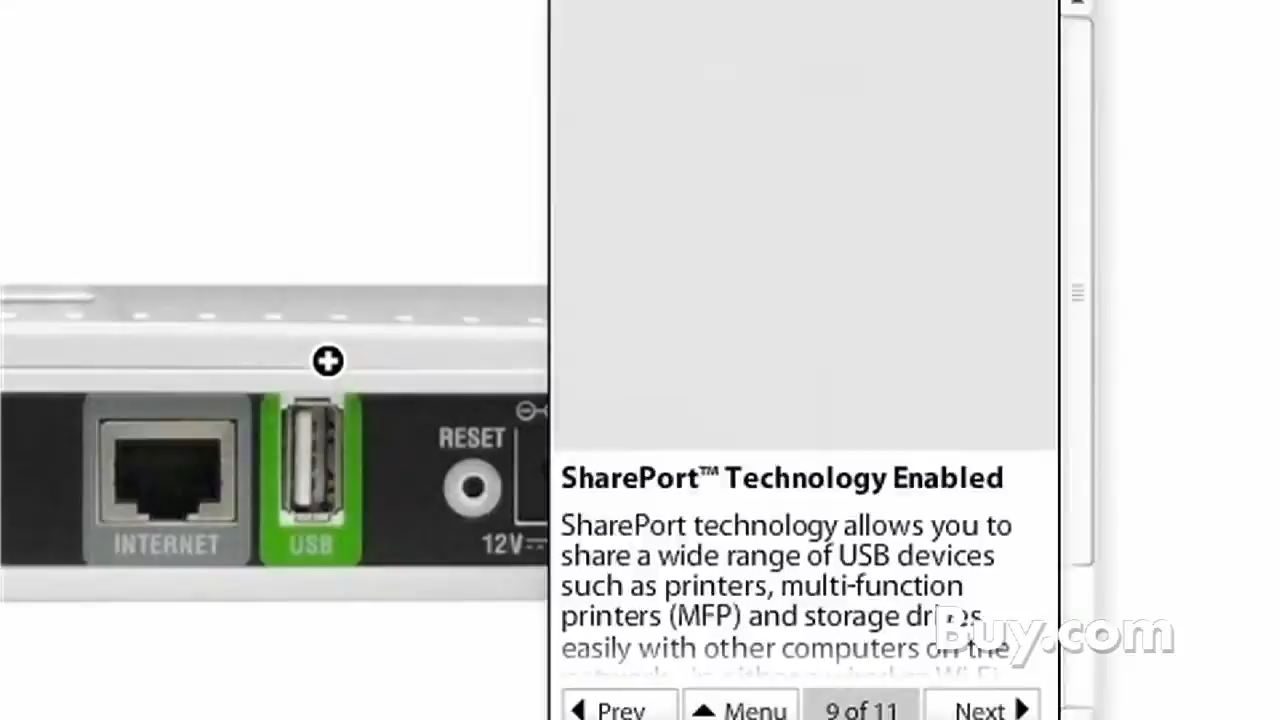 RESET
INTERNET
USB
12V
SharePort™ Technology Enabled
SharePort technology allows you to
share a wide range of USB devices
such as printers, multi-function
printers (MFP) and storage drives
easily with other computers on the
Buy.com
Prev
Menu
9 of 11
Next